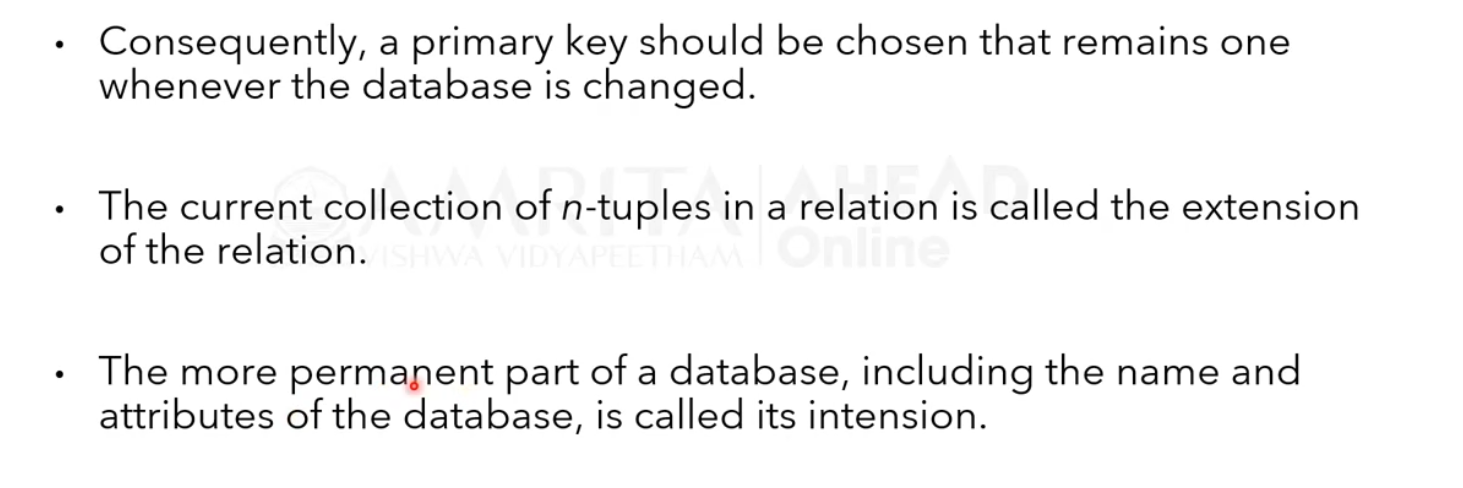 • Consequently, a primary key should be chosen that remains one
whenever the database is changed.
• The current collection of n-tuples in a relation is called the extension
of the relation.
AMRITA AHEAD
VISHWA VIDYAPEETHAM Online
• The more permanent part of a database, including the name and
attributes of the database, is called its intension.